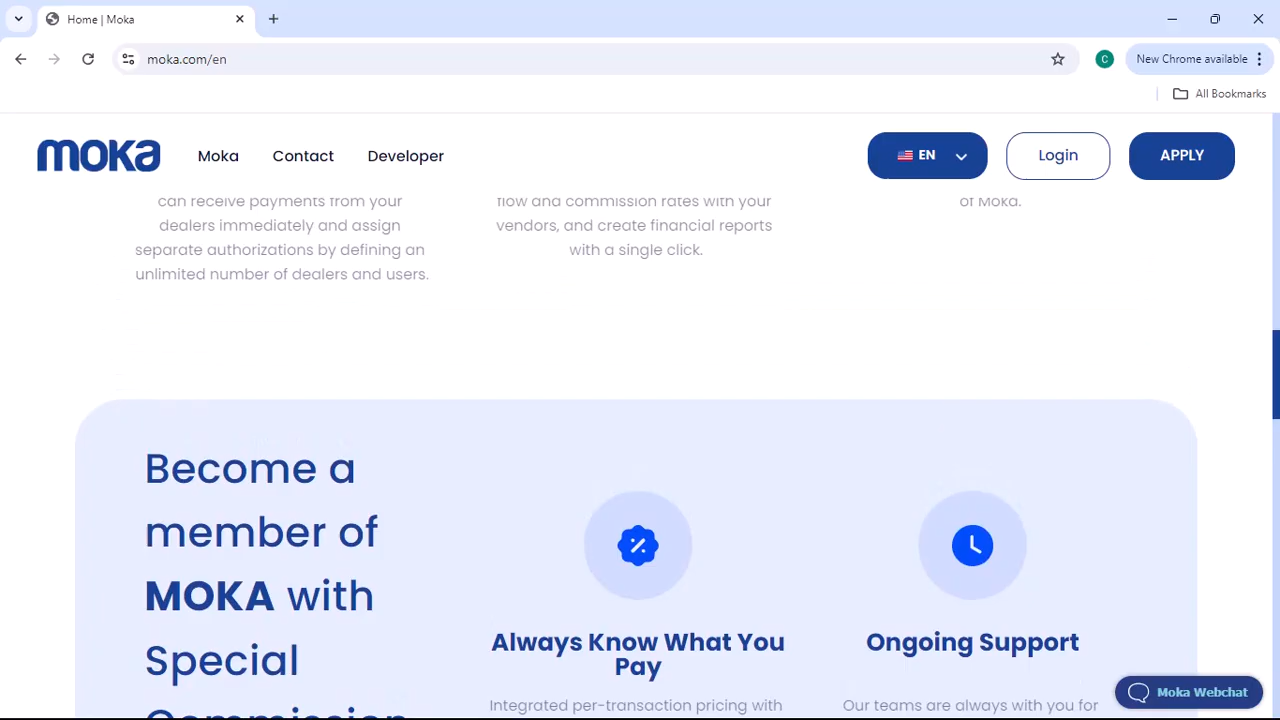 Home | Moka
moka.com/en
C
New Chrome available
All Bookmarks
moka
Moka
Contact
Developer
EN
Login
APPLY
can receive payments from your
dealers immediately and assign
separate authorizations by defining an
unlimited number of dealers and users.
flow and commission rates with your
vendors, and create financial reports
with a single click.
of Moka.
Become a
member of
MOKA with
Special
Commission
Always Know What You
Pay
Integrated per-transaction pricing with
Ongoing Support
Our teams are always with you for
Moka Webchat